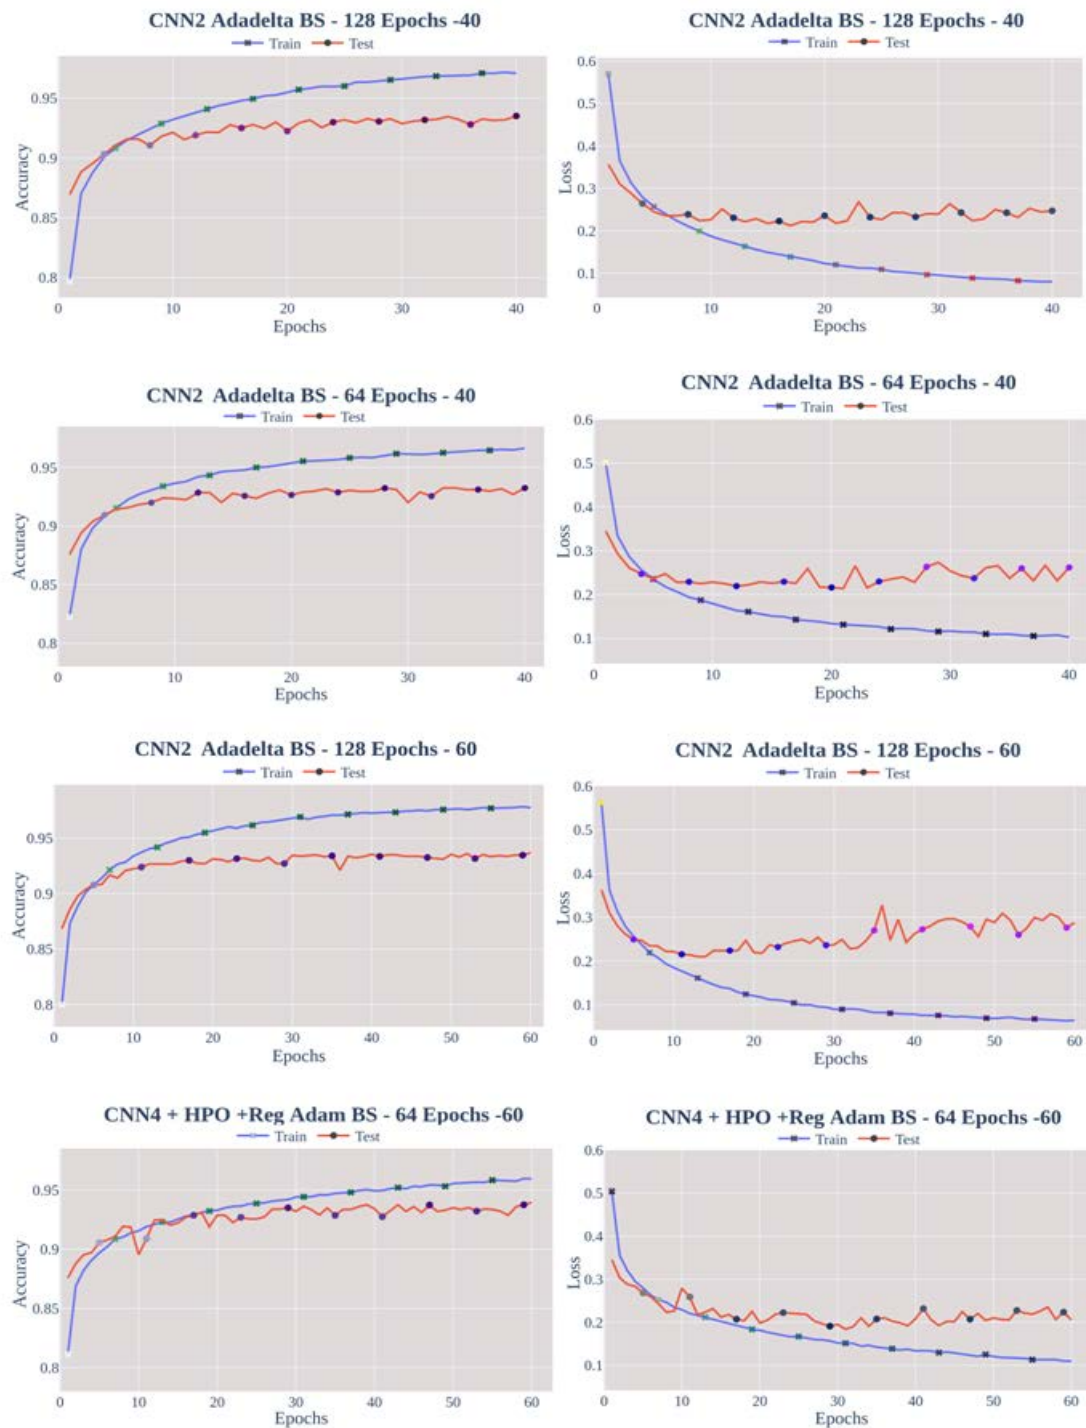 CNN2 Adadelta BS - 128 Epochs -40
Train Test
0.95
0.9
0.85
0.8
Accuracy
0 10 20 30 40
Epochs
CNN2 Adadelta BS - 128 Epochs - 40
Train Test
0.6
0.5
0.4
0.3
0.2
0.1
Loss
0 10 20 30 40
Epochs
CNN2 Adadelta BS - 64 Epochs - 40
Train Test
0.95
0.9
0.85
0.8
Accuracy
0 10 20 30 40
Epochs
CNN2 Adadelta BS - 64 Epochs - 40
Train Test
0.6
0.5
0.4
0.3
0.2
0.1
Loss
0 10 20 30 40
Epochs
CNN2 Adadelta BS - 128 Epochs - 60
Train Test
0.95
0.9
0.85
0.8
Accuracy
0 10 20 30 40 50 60
Epochs
CNN2 Adadelta BS - 128 Epochs - 60
Train Test
0.6
0.5
0.4
0.3
0.2
0.1
Loss
0 10 20 30 40 50 60
Epochs
CNN4 + HPO +Reg Adam BS - 64 Epochs -60
Train Test
0.95
0.9
0.85
0.8
Accuracy
0 10 20 30 40 50 60
Epochs
CNN4 + HPO +Reg Adam BS - 64 Epochs -60
Train Test
0.6
0.5
0.4
0.3
0.2
0.1
Loss
0 10 20 30 40 50 60
Epochs